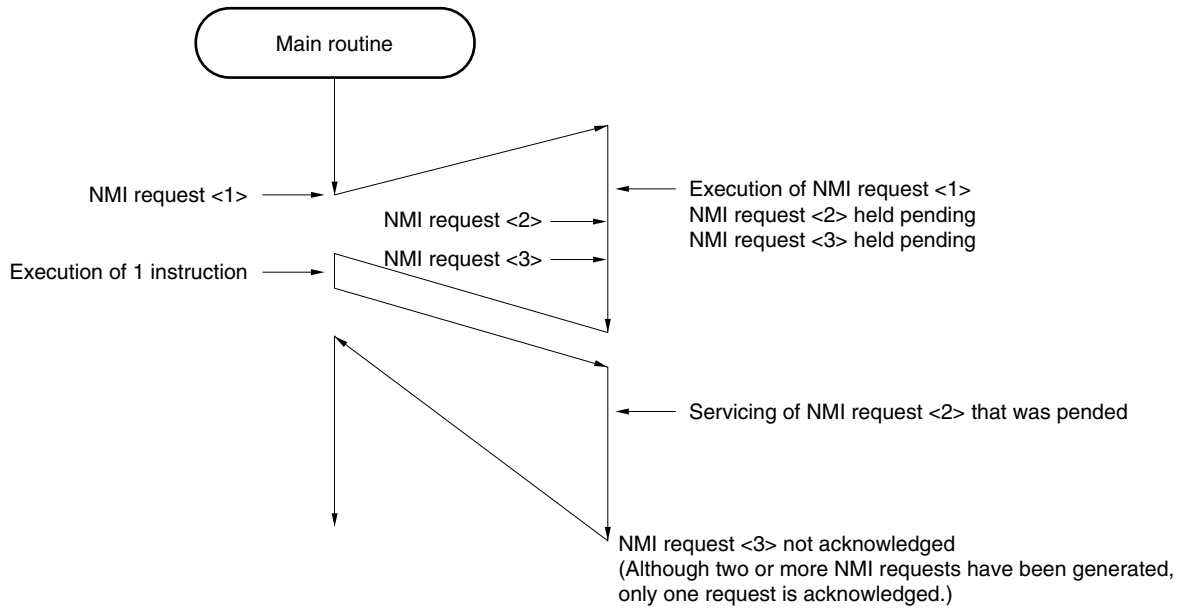 Main routine
NMI request <1>
Execution of NMI request <1>
NMI request <2> held pending
NMI request <3> held pending
NMI request <2>
NMI request <3>
Execution of 1 instruction
Servicing of NMI request <2> that was pended
NMI request <3> not acknowledged
(Although two or more NMI requests have been generated,
only one request is acknowledged.)